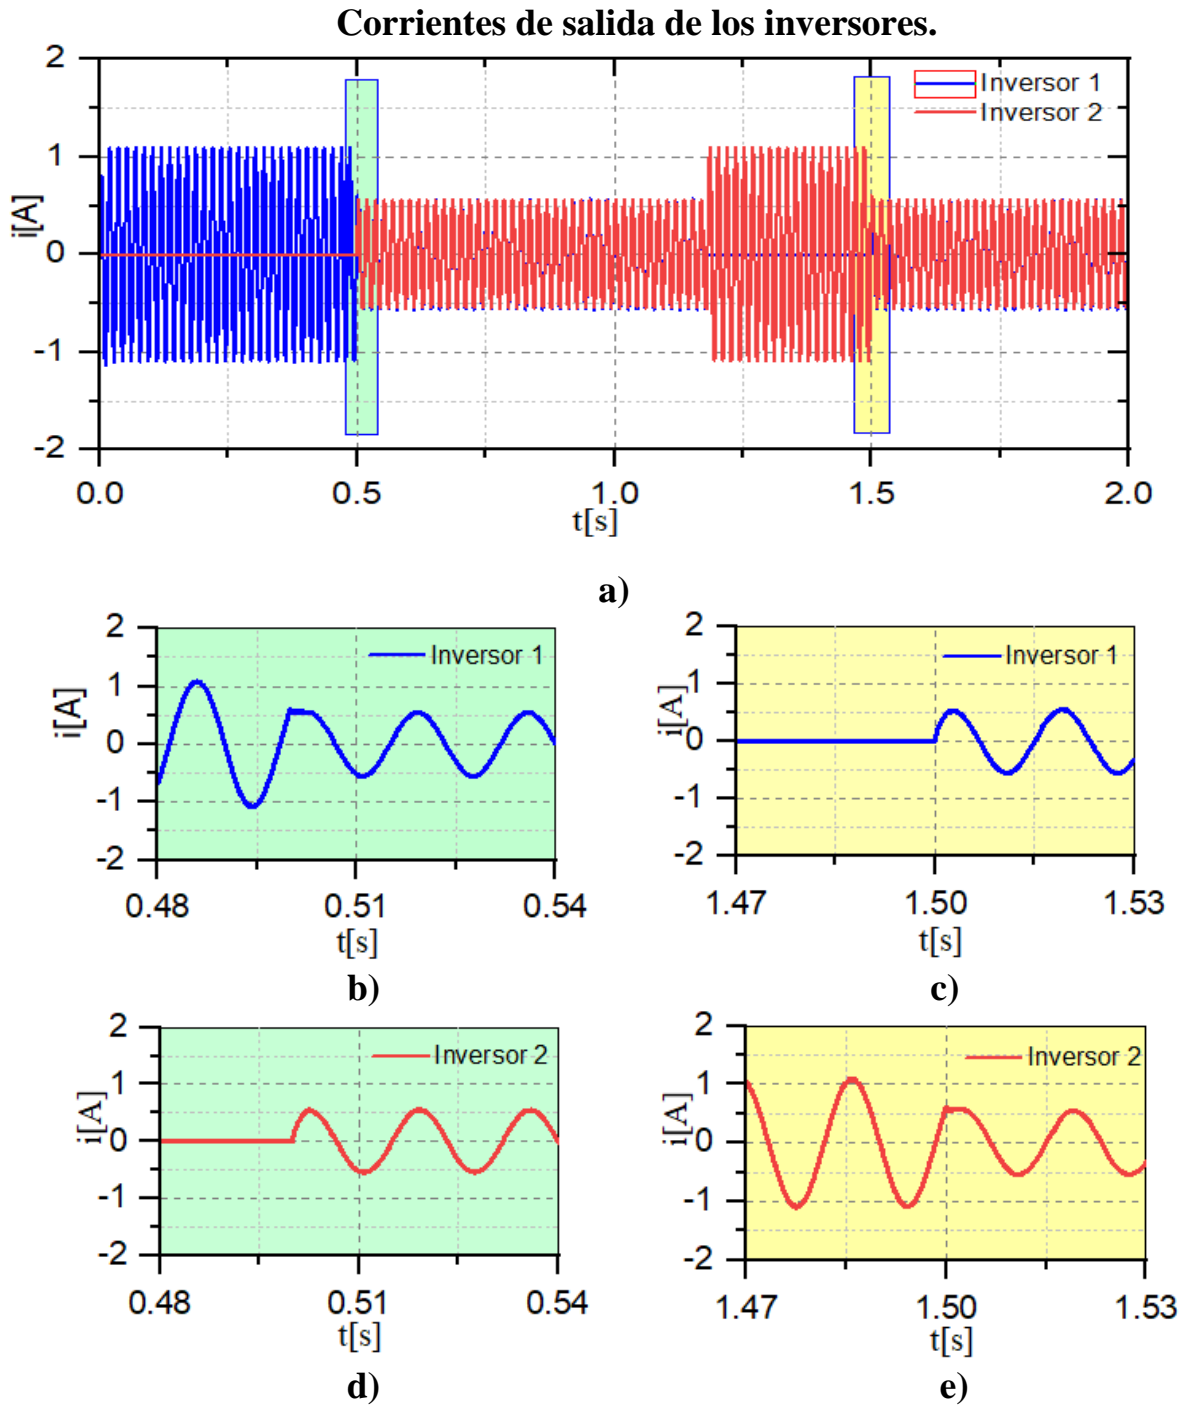 Corrientes de salida de los inversores.
2
1
0
-1
-2
i[A]
Inversor 1
Inversor 2
0.0 0.5 1.0 1.5 2.0
t[s]
a)
2
1
0
-1
-2
i[A]
Inversor 1
0.48 0.51 0.54
t[s]
b)
2
1
0
-1
-2
i[A]
Inversor 1
1.47 1.50 1.53
t[s]
c)
2
1
0
-1
-2
i[A]
Inversor 2
0.48 0.51 0.54
t[s]
d)
2
1
0
-1
-2
i[A]
Inversor 2
1.47 1.50 1.53
t[s]
e)